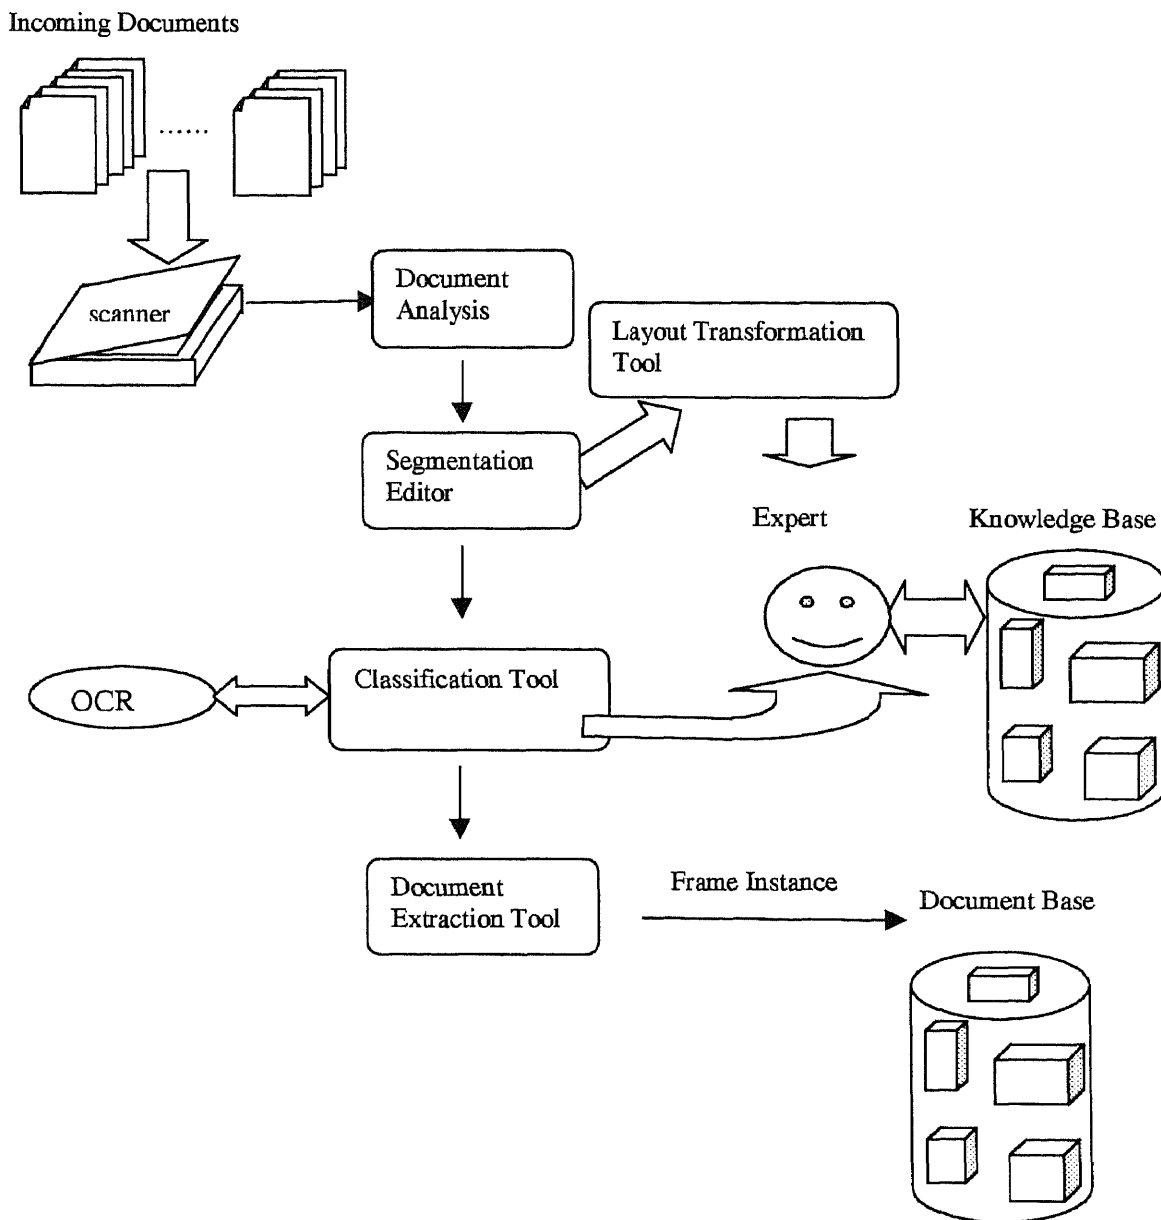 Incoming Documents
......
scanner
Document
Analysis
Layout Transformation
Tool
Segmentation
Editor
Expert
Knowledge Base
OCR
Classification Tool
Document
Extraction Tool
Frame Instance
Document Base